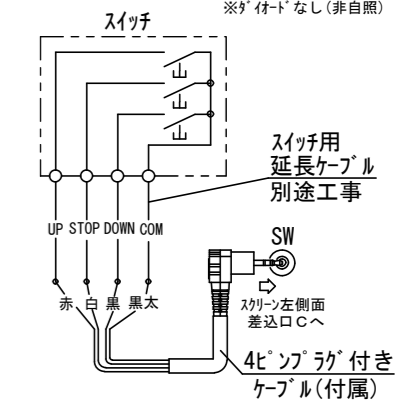 ※ダイオードなし(非自照)
スイッチ
スイッチ用
延長ケーブル
別途工事
UP STOP DOWN COM
SW
赤 白 黒 黒太
スクリーン左側面
差込口Cへ
4ピンプラグ付き
ケーブル(付属)